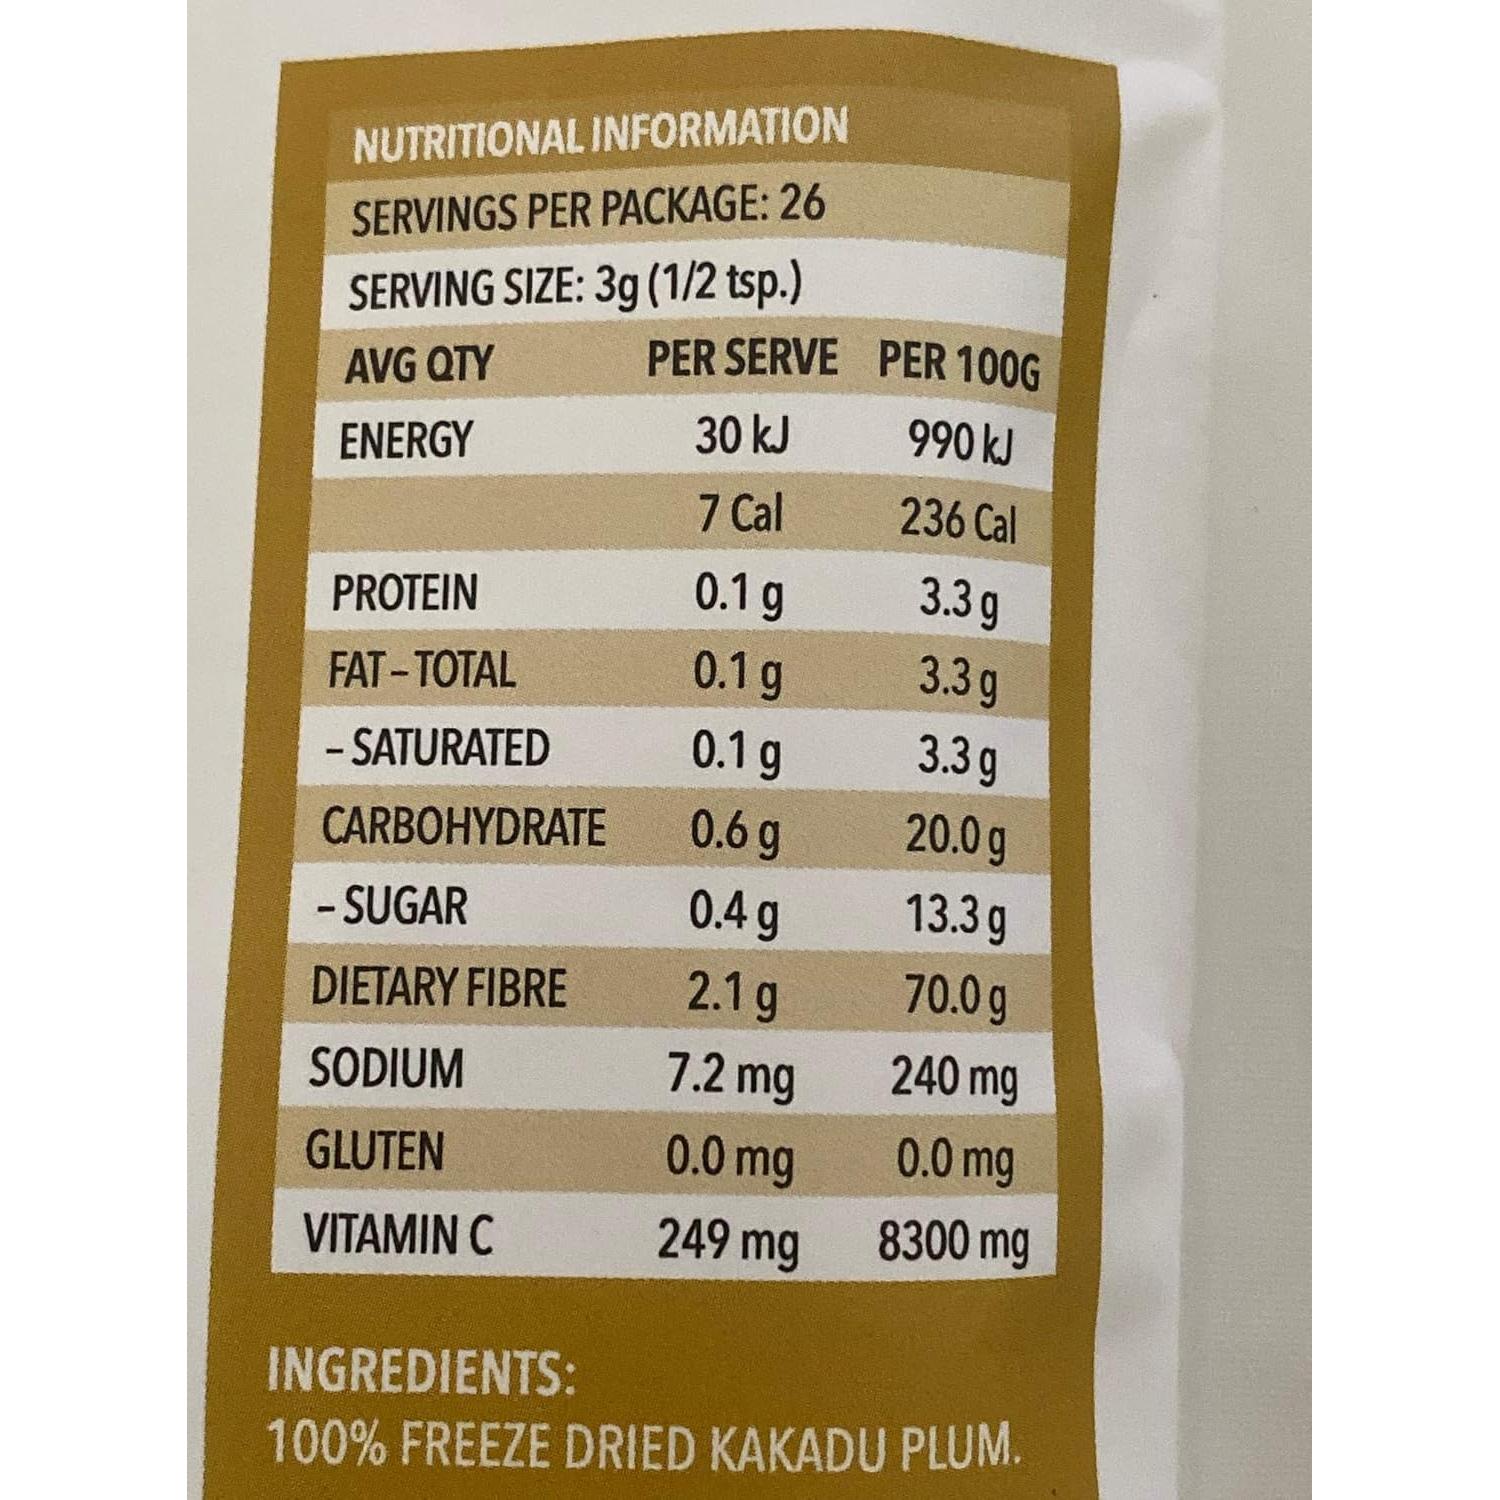 NUTRITIONAL INFORMATION
SERVINGS PER PACKAGE: 26
SERVING SIZE: 3g (1/2 tsp.)
AVG QTY PER SERVE PER 100G
ENERGY 30 kJ 990 kJ
7 Cal 236 Cal
PROTEIN 0.1 g 3.3 g
FAT – TOTAL 0.1 g 3.3 g
– SATURATED 0.1 g 3.3 g
CARBOHYDRATE 0.6 g 20.0 g
– SUGAR 0.4 g 13.3 g
DIETARY FIBRE 2.1 g 70.0 g
SODIUM 7.2 mg 240 mg
GLUTEN 0.0 mg 0.0 mg
VITAMIN C 249 mg 8300 mg
INGREDIENTS:
100% FREEZE DRIED KAKADU PLUM.